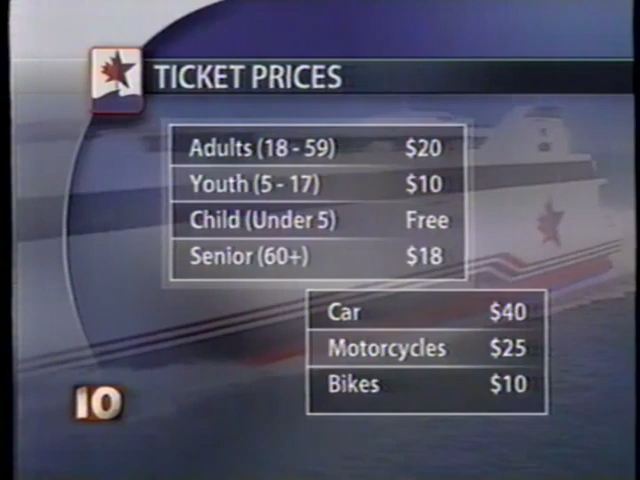 TICKET PRICES
Adults (18 - 59) $20
Youth (5 - 17) $10
Child (Under 5) Free
Senior (60+) $18
Car $40
Motorcycles $25
Bikes $10
10